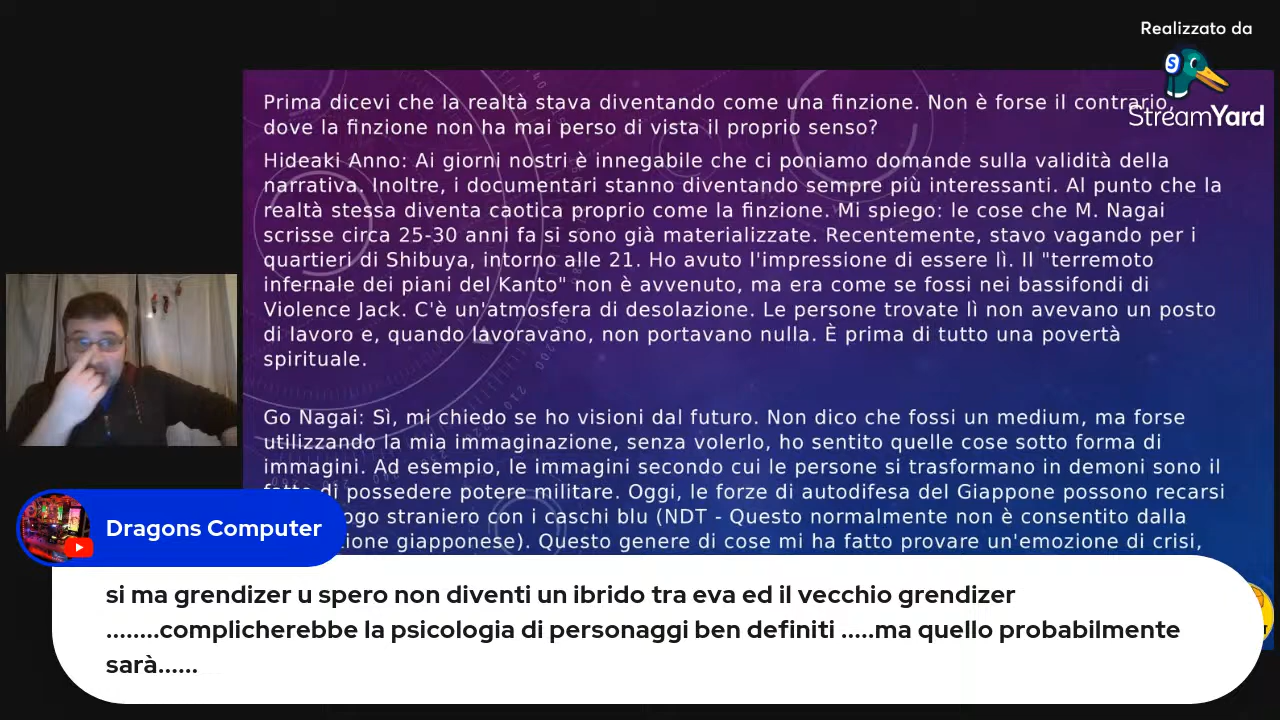 Realizzato da
StreamYard
Prima dicevi che la realtà stava diventando come una finzione. Non è forse il contrario,
dove la finzione non ha mai perso di vista il proprio senso?
Hideaki Anno: Ai giorni nostri è innegabile che ci poniamo domande sulla validità della
narrativa. Inoltre, i documentari stanno diventando sempre più interessanti. Al punto che la
realtà stessa diventa caotica proprio come la finzione. Mi spiego: le cose che M. Nagai
scrisse circa 25-30 anni fa si sono già materializzate. Recentemente, stavo vagando per i
quartieri di Shibuya, intorno alle 21. Ho avuto l'impressione di essere lì. Il "terremoto
infernale dei piani del Kanto" non è avvenuto, ma era come se fossi nei bassifondi di
Violence Jack. C'è un'atmosfera di desolazione. Le persone trovate lì non avevano un posto
di lavoro e, quando lavoravano, non portavano nulla. È prima di tutto una povertà
spirituale.
Go Nagai: Sì, mi chiedo se ho visioni dal futuro. Non dico che fossi un medium, ma forse
utilizzando la mia immaginazione, senza volerlo, ho sentito quelle cose sotto forma di
immagini. Ad esempio, le immagini secondo cui le persone si trasformano in demoni sono il
di possedere potere militare. Oggi, le forze di autodifesa del Giappone possono recarsi
ogo straniero con i caschi blu (NDT - Questo normalmente non è consentito dalla
ione giapponese). Questo genere di cose mi ha fatto provare un'emozione di crisi,
Dragons Computer
si ma grendizer u spero non diventi un ibrido tra eva ed il vecchio grendizer
........complicherebbe la psicologia di personaggi ben definiti .....ma quello probabilmente
sarà......